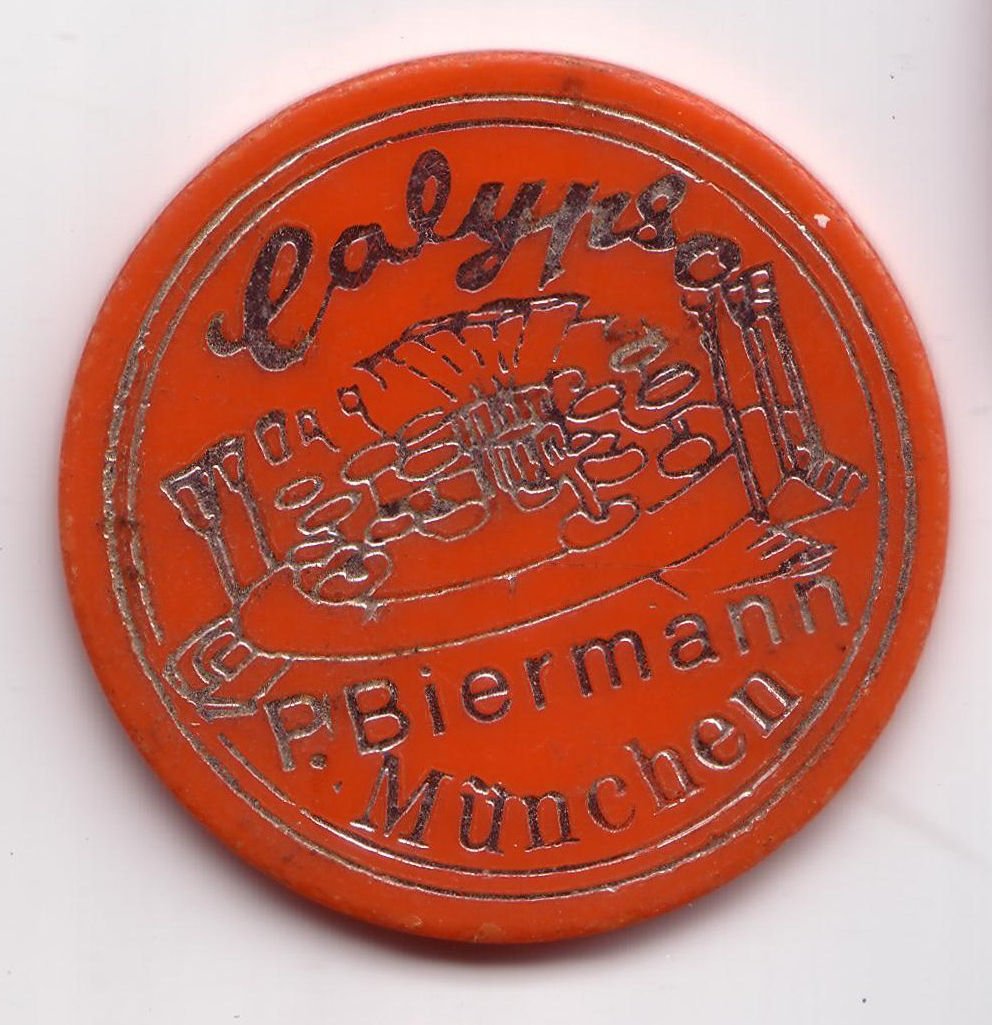 Calypso
P. Biermann
München